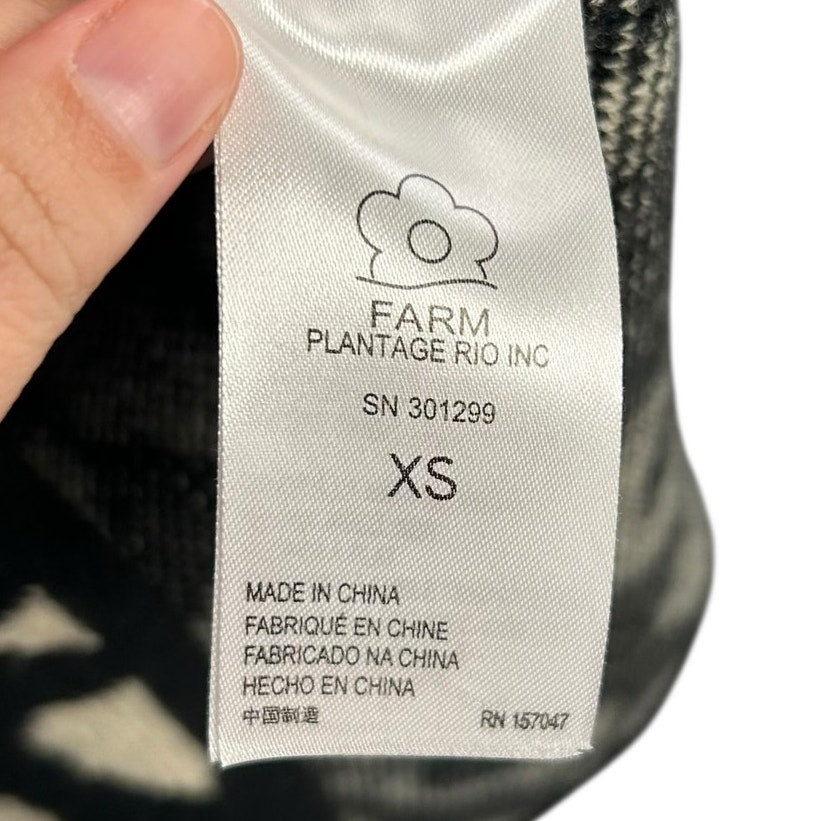 FARM
PLANTAGE RIO INC
SN 301299
XS
MADE IN CHINA
FABRIQUÉ EN CHINE
FABRICADO NA CHINA
HECHO EN CHINA
中国制造
RN 157047